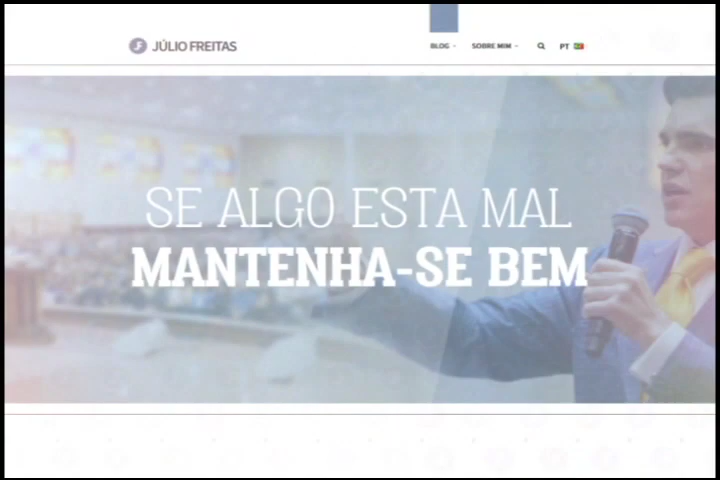 JÚLIO FREITAS
BLOG
SOBRE MIM
PT
SE ALGO ESTA MAL
MANTENHA-SE BEM